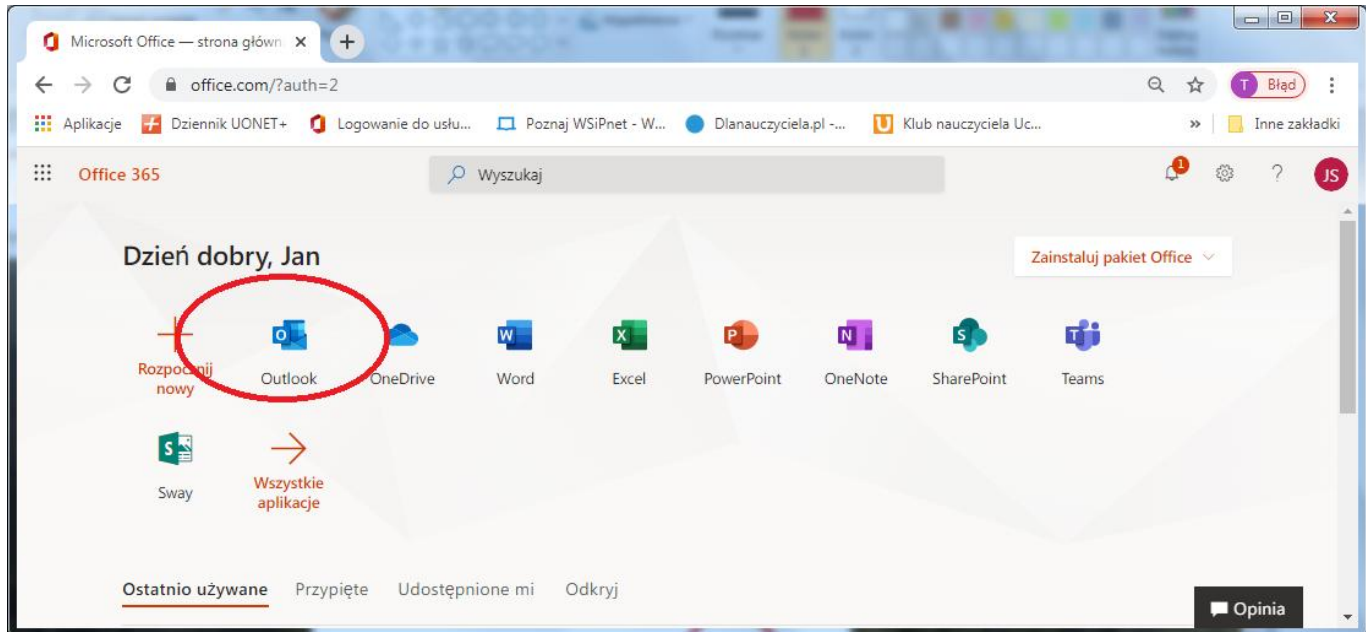 Microsoft Office — strona główn
office.com/?auth=2
T Błąd
Aplikacje Dziennik UONET+ Logowanie do usłu... Poznaj WSiPnet - W... Dlanauczyciela.pl -... Klub nauczyciela Uc... » Inne zakładki
Office 365
Wyszukaj
1
?
JS
Dzień dobry, Jan
Zainstaluj pakiet Office
Rozpocznij nowy
Outlook
OneDrive
Word
Excel
PowerPoint
OneNote
SharePoint
Teams
Sway
Wszystkie
aplikacje
Ostatnio używane Przypięte Udostępnione mi Odkryj
Opinia